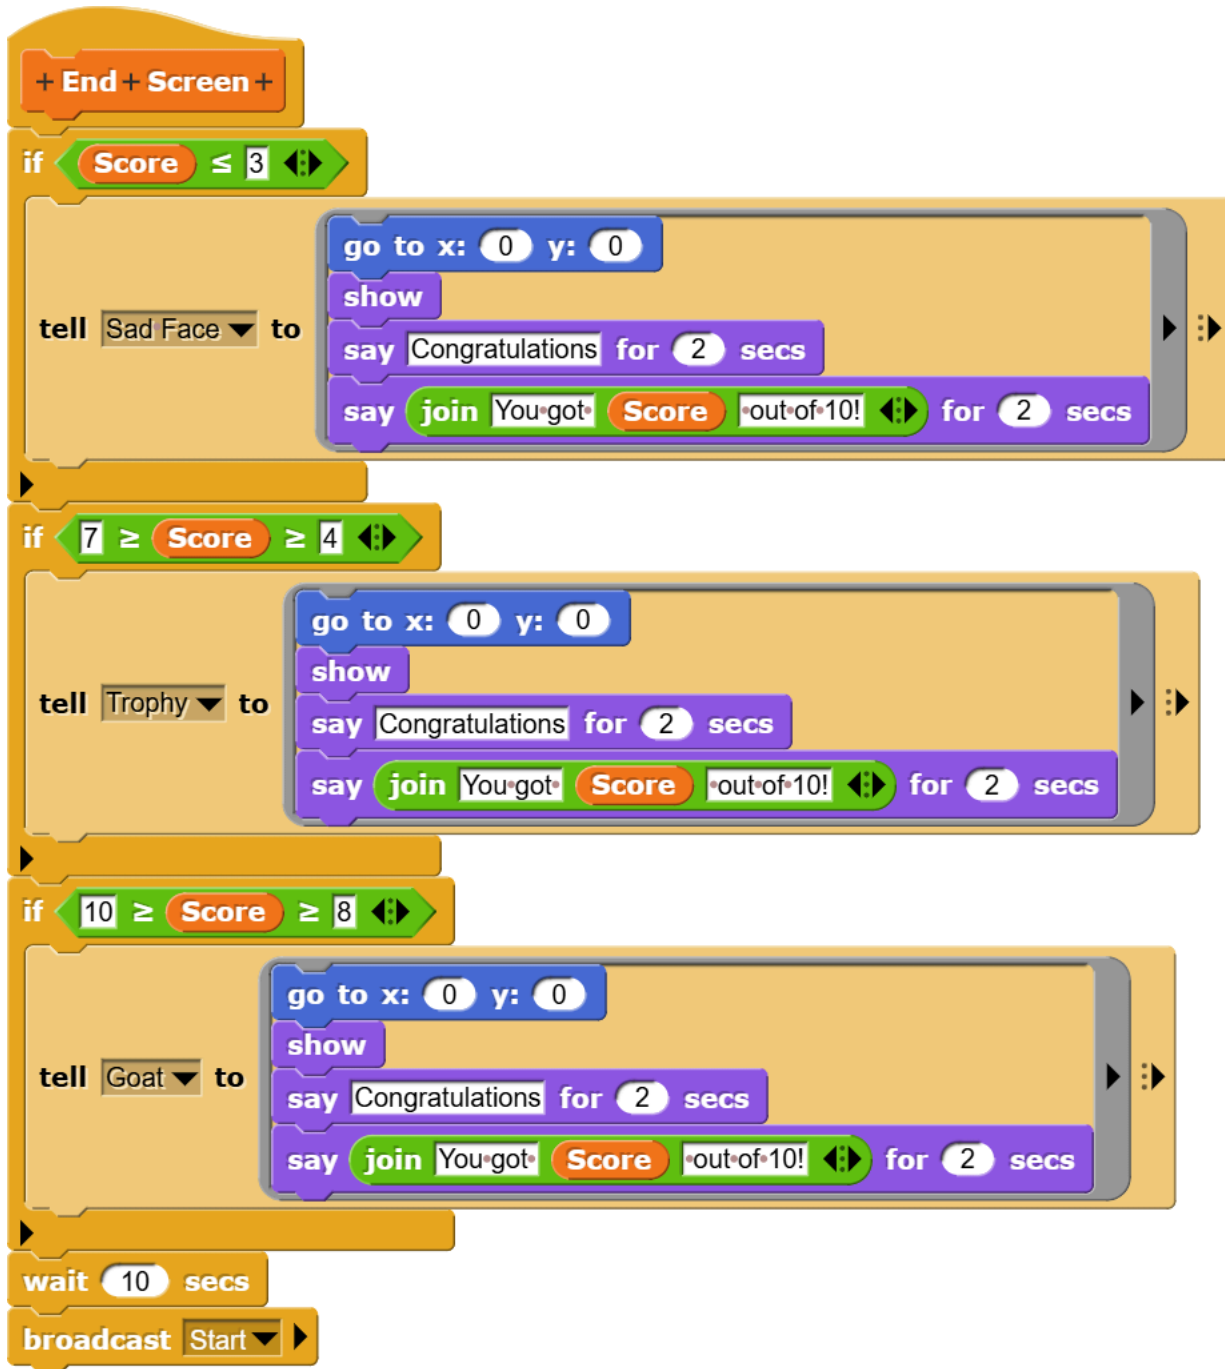 + End + Screen +
if Score ≤ 3
go to x: 0 y: 0
show
tell Sad Face to
say Congratulations for 2 secs
say join You got Score out of 10! for 2 secs
if 7 ≥ Score ≥ 4
go to x: 0 y: 0
show
tell Trophy to
say Congratulations for 2 secs
say join You got Score out of 10! for 2 secs
if 10 ≥ Score ≥ 8
go to x: 0 y: 0
show
tell Goat to
say Congratulations for 2 secs
say join You got Score out of 10! for 2 secs
wait 10 secs
broadcast Start